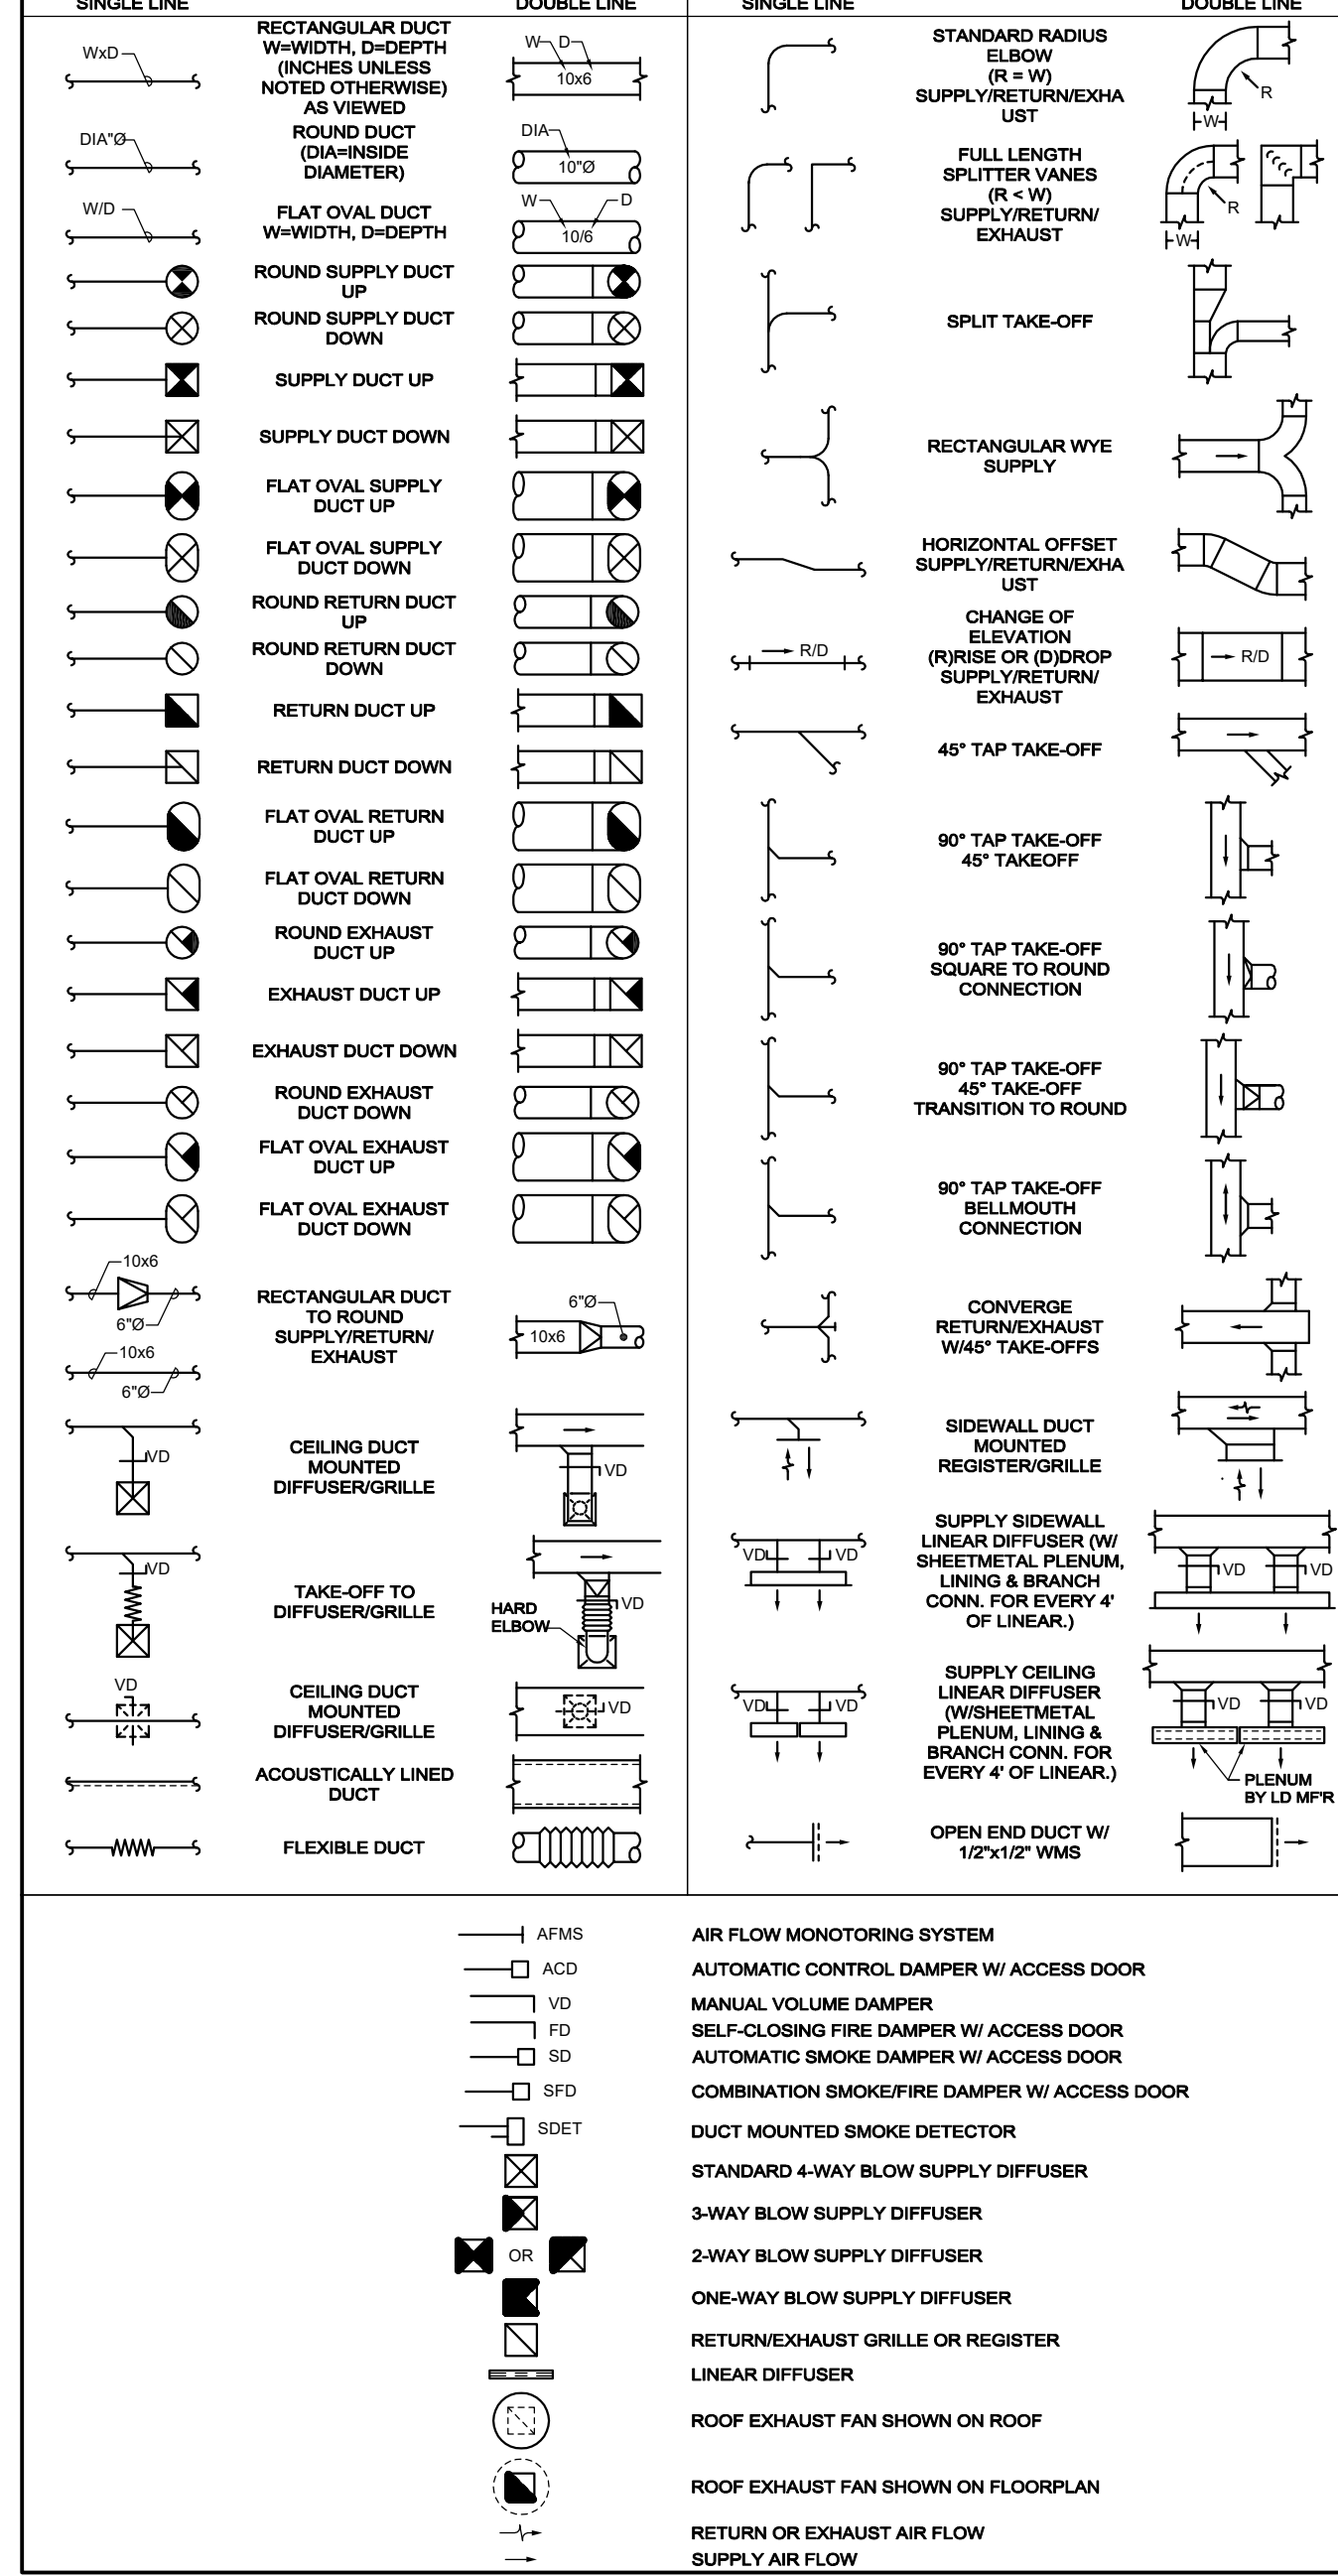 SINGLE LINE
DOUBLE LINE
WxD
RECTANGULAR DUCT
W=WIDTH, D=DEPTH
(INCHES UNLESS
NOTED OTHERWISE)
AS VIEWED
W D
10x6
DIA"Ø
ROUND DUCT
(DIA=INSIDE
DIAMETER)
DIA
10"Ø
W/D
FLAT OVAL DUCT
W=WIDTH, D=DEPTH
W D
10/6
ROUND SUPPLY DUCT
UP
ROUND SUPPLY DUCT
DOWN
SUPPLY DUCT UP
SUPPLY DUCT DOWN
FLAT OVAL SUPPLY
DUCT UP
FLAT OVAL SUPPLY
DUCT DOWN
ROUND RETURN DUCT
UP
ROUND RETURN DUCT
DOWN
RETURN DUCT UP
RETURN DUCT DOWN
FLAT OVAL RETURN
DUCT UP
FLAT OVAL RETURN
DUCT DOWN
ROUND EXHAUST
DUCT UP
EXHAUST DUCT UP
EXHAUST DUCT DOWN
ROUND EXHAUST
DUCT DOWN
FLAT OVAL EXHAUST
DUCT UP
FLAT OVAL EXHAUST
DUCT DOWN
10x6
6"Ø
10x6
6"Ø
RECTANGULAR DUCT
TO ROUND
SUPPLY/RETURN/
EXHAUST
6"Ø
10x6
VD
CEILING DUCT
MOUNTED
DIFFUSER/GRILLE
VD
VD
TAKE-OFF TO
DIFFUSER/GRILLE
VD
HARD
ELBOW
VD
CEILING DUCT
MOUNTED
DIFFUSER/GRILLE
VD
ACOUSTICALLY LINED
DUCT
FLEXIBLE DUCT
SINGLE LINE
DOUBLE LINE
STANDARD RADIUS
ELBOW
(R = W)
SUPPLY/RETURN/EXHA
UST
R
W
FULL LENGTH
SPLITTER VANES
(R < W)
SUPPLY/RETURN/
EXHAUST
R
W
SPLIT TAKE-OFF
RECTANGULAR WYE
SUPPLY
HORIZONTAL OFFSET
SUPPLY/RETURN/EXHA
UST
R/D
CHANGE OF
ELEVATION
(R)RISE OR (D)DROP
SUPPLY/RETURN/
EXHAUST
R/D
45° TAP TAKE-OFF
90° TAP TAKE-OFF
45° TAKEOFF
90° TAP TAKE-OFF
SQUARE TO ROUND
CONNECTION
90° TAP TAKE-OFF
45° TAKE-OFF
TRANSITION TO ROUND
90° TAP TAKE-OFF
BELLMOUTH
CONNECTION
CONVERGE
RETURN/EXHAUST
W/45° TAKE-OFFS
SIDEWALL DUCT
MOUNTED
REGISTER/GRILLE
VD VD
SUPPLY SIDEWALL
LINEAR DIFFUSER (W/
SHEETMETAL PLENUM,
LINING & BRANCH
CONN. FOR EVERY 4'
OF LINEAR.)
VD VD
VD VD
SUPPLY CEILING
LINEAR DIFFUSER
(W/SHEETMETAL
PLENUM, LINING &
BRANCH CONN. FOR
EVERY 4' OF LINEAR.)
VD VD
PLENUM
BY LD MF'R
OPEN END DUCT W/
1/2"x1/2" WMS
AFMS AIR FLOW MONOTORING SYSTEM
ACD AUTOMATIC CONTROL DAMPER W/ ACCESS DOOR
VD MANUAL VOLUME DAMPER
FD SELF-CLOSING FIRE DAMPER W/ ACCESS DOOR
SD AUTOMATIC SMOKE DAMPER W/ ACCESS DOOR
SFD COMBINATION SMOKE/FIRE DAMPER W/ ACCESS DOOR
SDET DUCT MOUNTED SMOKE DETECTOR
STANDARD 4-WAY BLOW SUPPLY DIFFUSER
3-WAY BLOW SUPPLY DIFFUSER
OR 2-WAY BLOW SUPPLY DIFFUSER
ONE-WAY BLOW SUPPLY DIFFUSER
RETURN/EXHAUST GRILLE OR REGISTER
LINEAR DIFFUSER
ROOF EXHAUST FAN SHOWN ON ROOF
ROOF EXHAUST FAN SHOWN ON FLOORPLAN
RETURN OR EXHAUST AIR FLOW
SUPPLY AIR FLOW